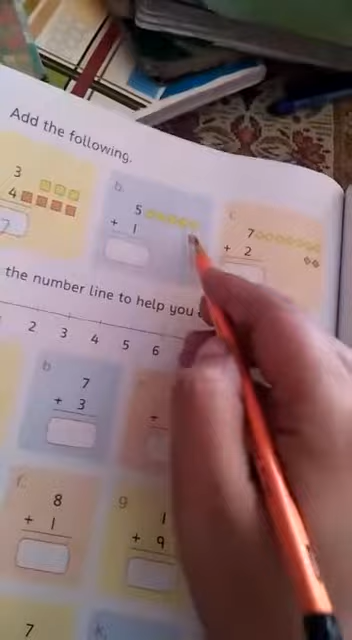 Add the following.
3
4
7
b.
5
+ 1
c.
7
+ 2
the number line to help you
2 3 4 5 6
b
7
+ 3
f.
8
+ 1
g
1
+ 9
7